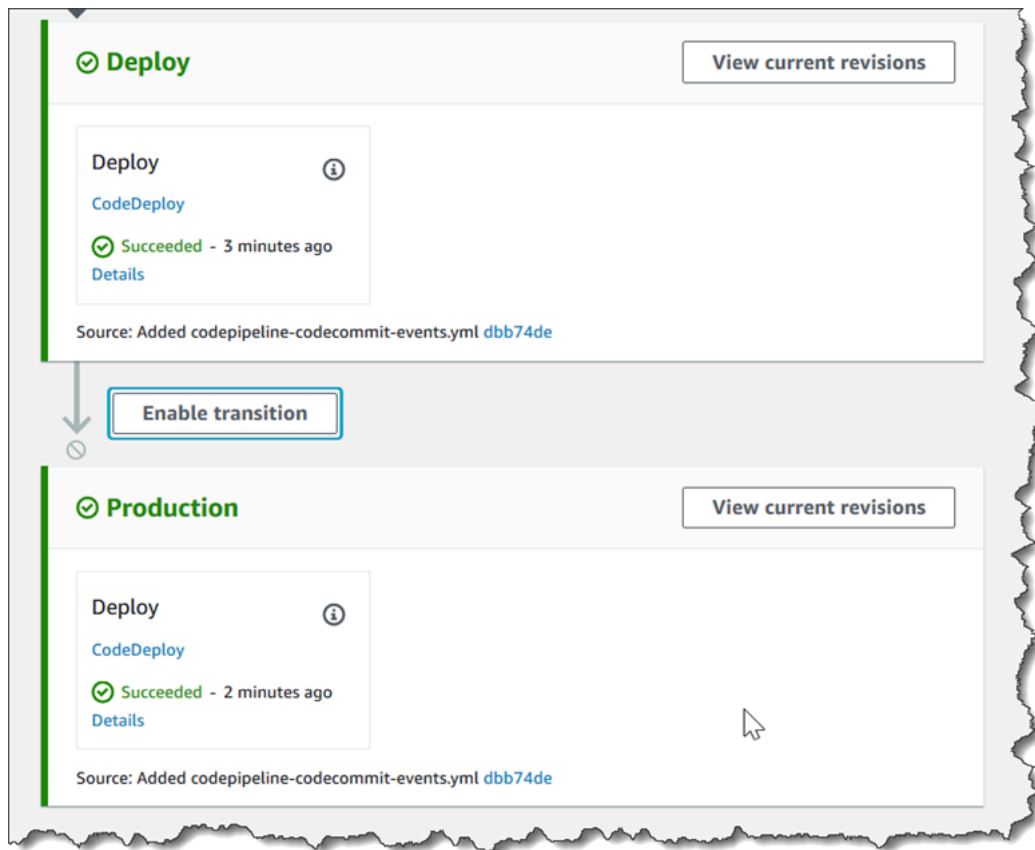 Deploy
View current revisions
Deploy
CodeDeploy
Succeeded - 3 minutes ago
Details
Source: Added codepipeline-codecommit-events.yml dbb74de
Enable transition
Production
View current revisions
Deploy
CodeDeploy
Succeeded - 2 minutes ago
Details
Source: Added codepipeline-codecommit-events.yml dbb74de